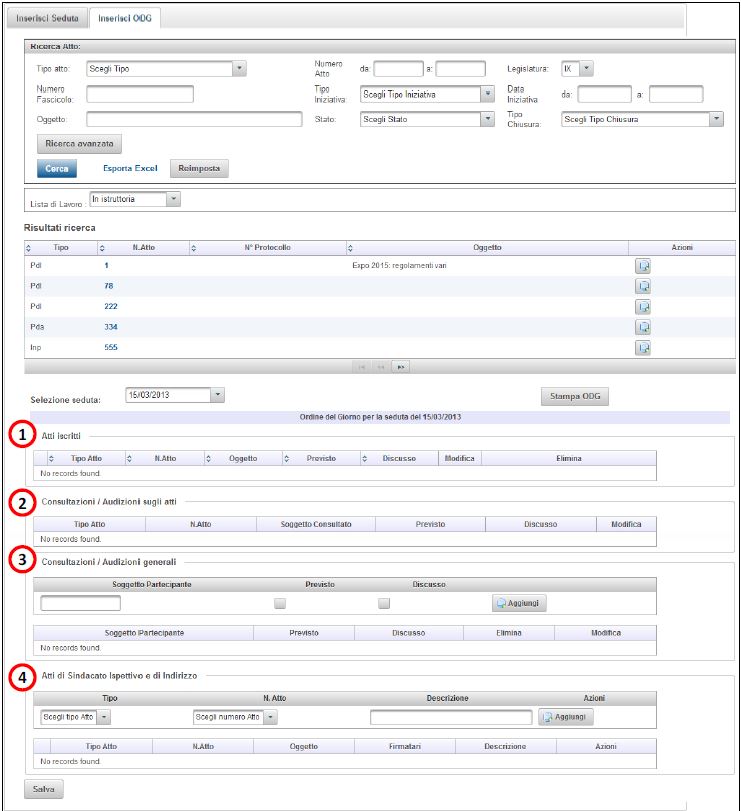 Inserisci Seduta Inserisci ODG
Ricerca Atto:
Tipo atto: Scegli Tipo Numero Atto da: a: Legislatura: IX
Numero Fascicolo: Tipo Iniziativa: Scegli Tipo Iniziativa Data Iniziativa da: a:
Oggetto: Stato: Scegli Stato Tipo Chiusura: Scegli Tipo Chiusura
Ricerca avanzata
Cerca Esporta Excel Reimposta
Lista di Lavoro : In istruttoria
Risultati ricerca
Tipo N.Atto N° Protocollo Oggetto Azioni
Pdl 1 Expo 2015: regolamenti vari
Pdl 78
Pdl 222
Pda 334
Inp 555
Selezione seduta: 15/03/2013 Stampa ODG
Ordine del Giorno per la seduta del 15/03/2013
1 Atti iscritti
Tipo Atto N.Atto Oggetto Previsto Discusso Modifica Elimina
No records found.
2 Consultazioni / Audizioni sugli atti
Tipo Atto N.Atto Soggetto Consultato Previsto Discusso Modifica
No records found.
3 Consultazioni / Audizioni generali
Soggetto Partecipante Previsto Discusso
Aggiungi
Soggetto Partecipante Previsto Discusso Elimina Modifica
No records found.
4 Atti di Sindacato Ispettivo e di Indirizzo
Tipo N. Atto Descrizione Azioni
Scegli tipo Atto Scegli numero Atto Aggiungi
Tipo Atto N.Atto Oggetto Firmatari Descrizione Azioni
No records found.
Salva